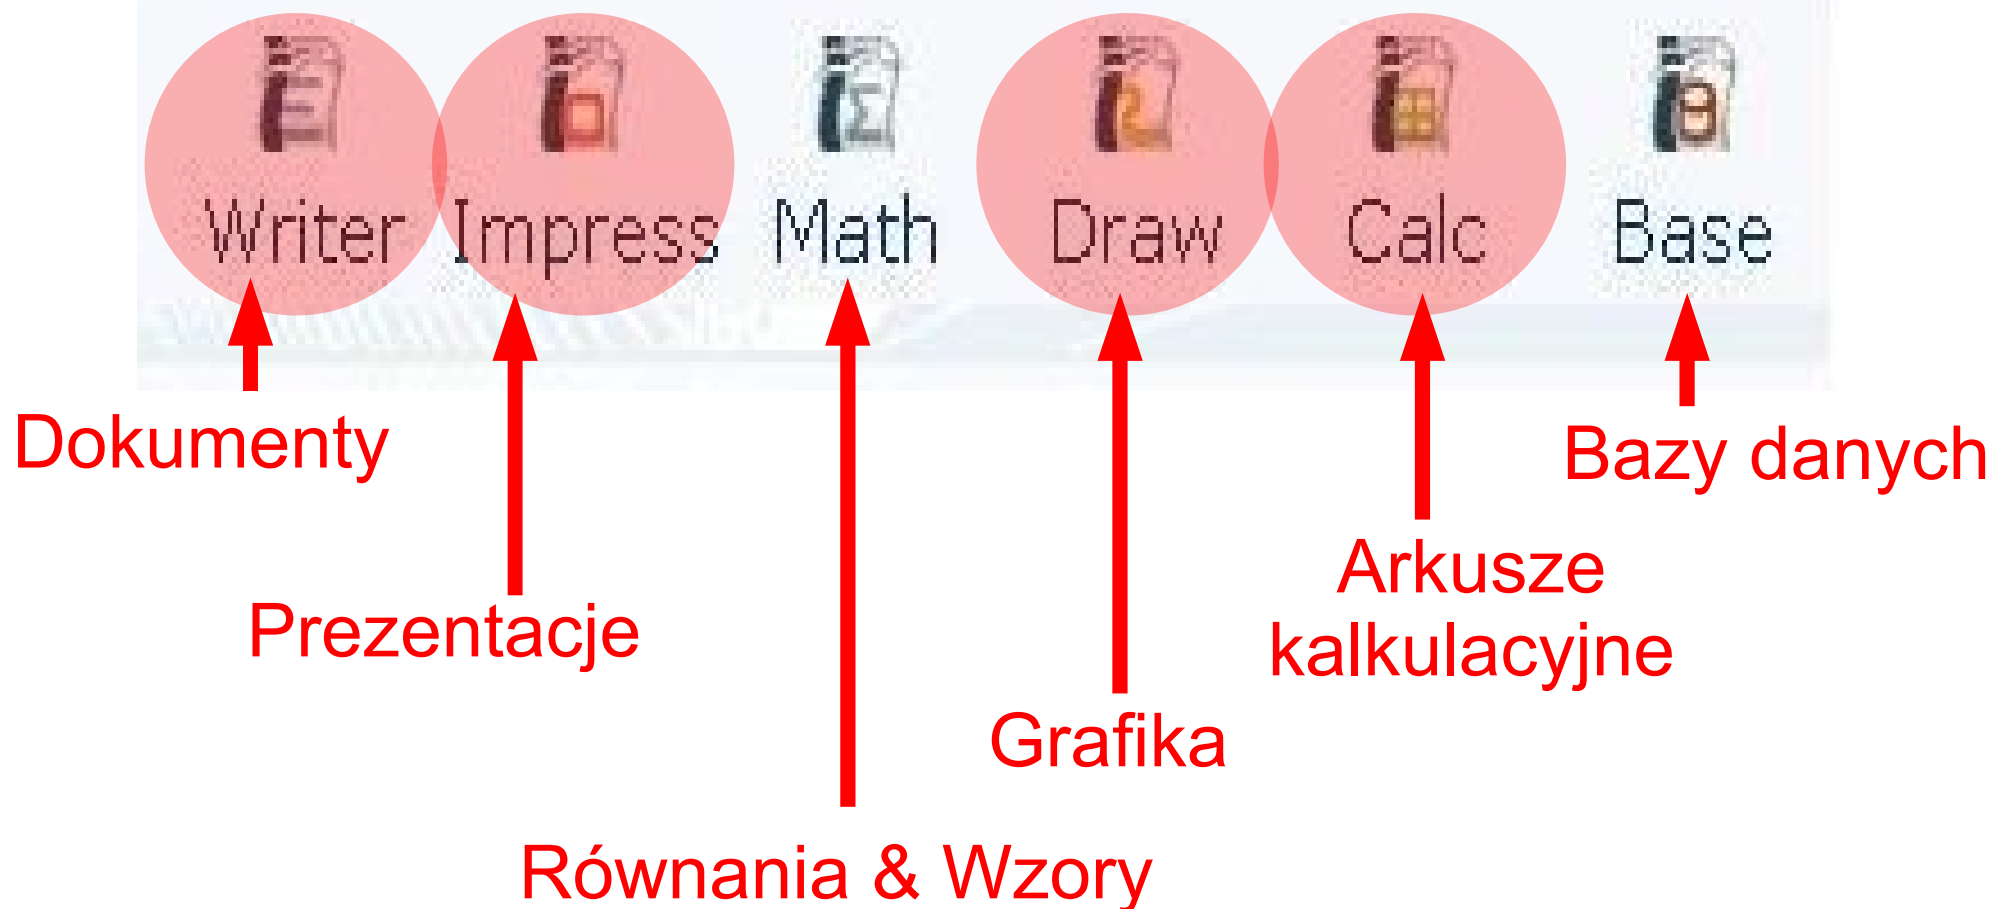 Writer Impress Math Draw Calc Base
Dokumenty
Bazy danych
Arkusze
kalkulacyjne
Prezentacje
Grafika
Równania & Wzory